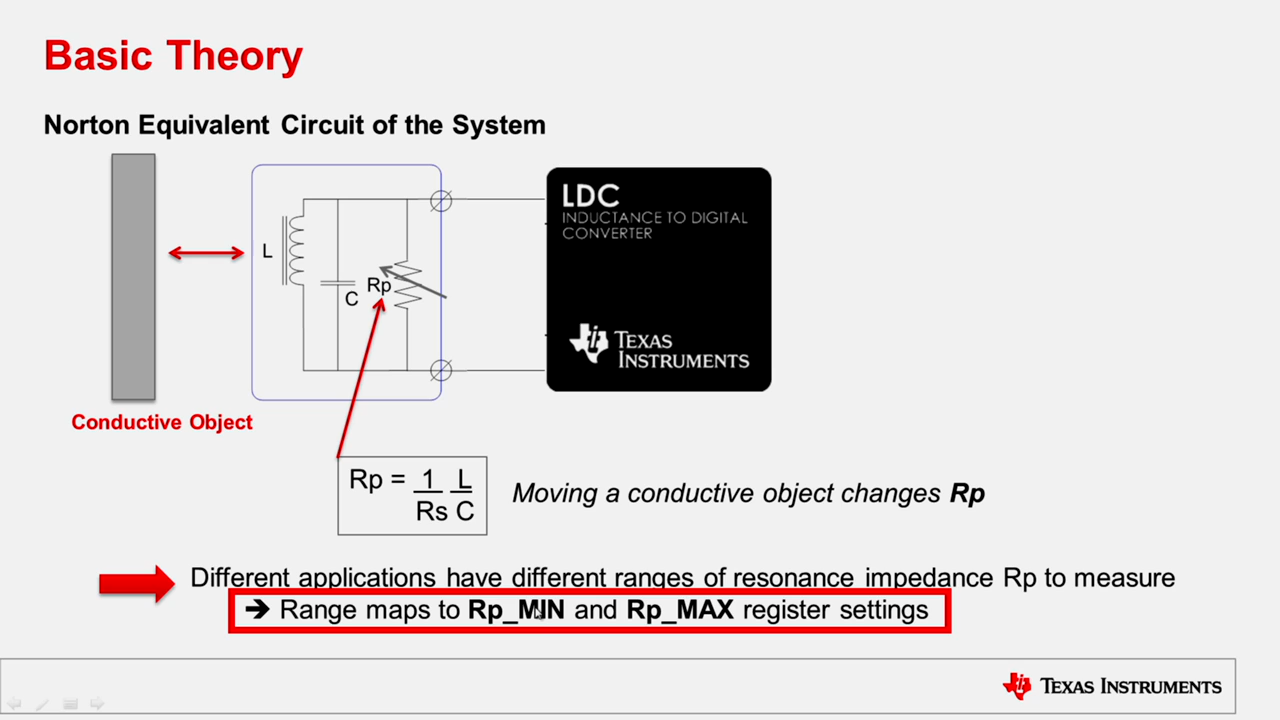 Basic Theory
Norton Equivalent Circuit of the System
LDC
INDUCTANCE TO DIGITAL
CONVERTER
L
Rp
C
TEXAS
INSTRUMENTS
Conductive Object
Rp = 1 L
Rs C
Moving a conductive object changes Rp
Different applications have different ranges of resonance impedance Rp to measure
➔ Range maps to Rp_MIN and Rp_MAX register settings
TEXAS INSTRUMENTS